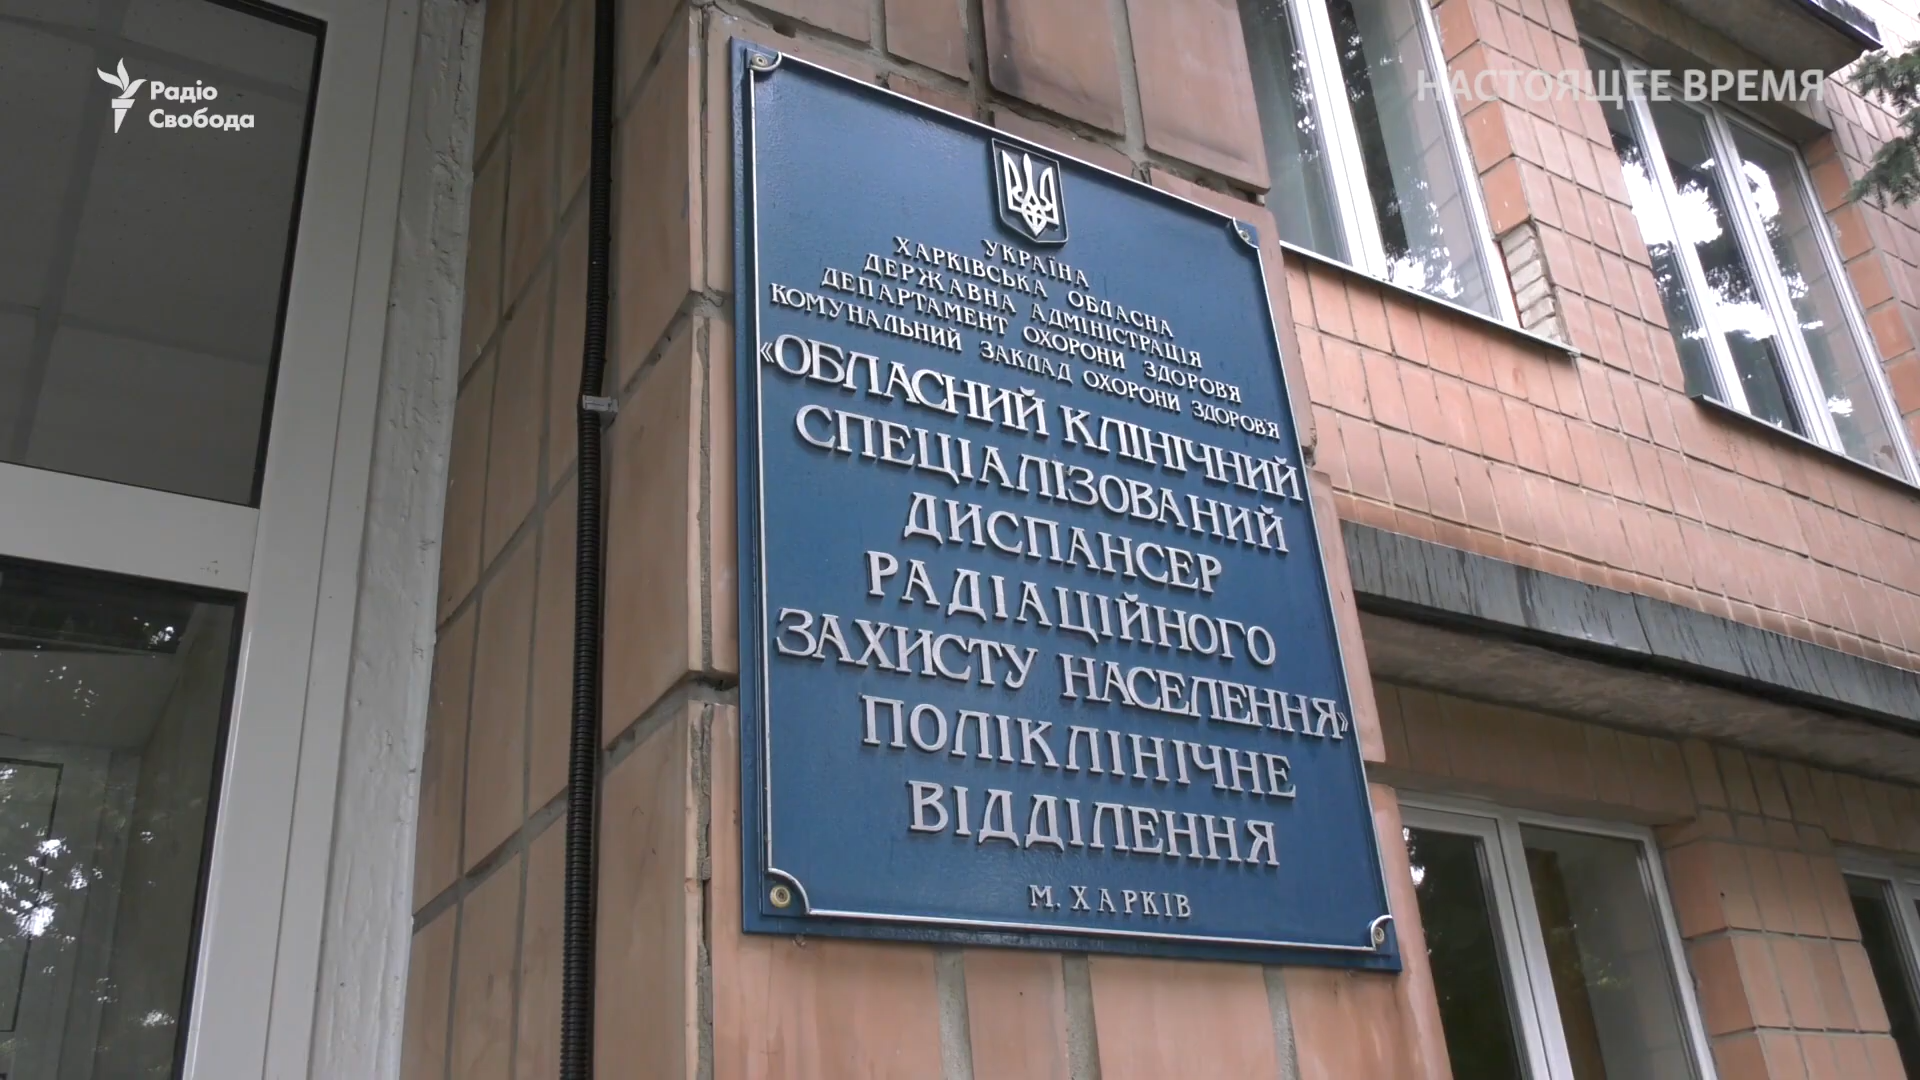 Радіо
Свобода
НАСТОЯЩЕЕ ВРЕМЯ
УКРАЇНА
ХАРКІВСЬКА ОБЛАСНА
ДЕРЖАВНА АДМІНІСТРАЦІЯ
ДЕПАРТАМЕНТ ОХОРОНИ ЗДОРОВ'Я
КОМУНАЛЬНИЙ ЗАКЛАД ОХОРОНИ ЗДОРОВ'Я
«ОБЛАСНИЙ КЛІНІЧНИЙ
СПЕЦІАЛІЗОВАНИЙ
ДИСПАНСЕР
РАДІАЦІЙНОГО
ЗАХИСТУ НАСЕЛЕННЯ»
ПОЛІКЛІНІЧНЕ
ВІДДІЛЕННЯ
М. ХАРКІВ